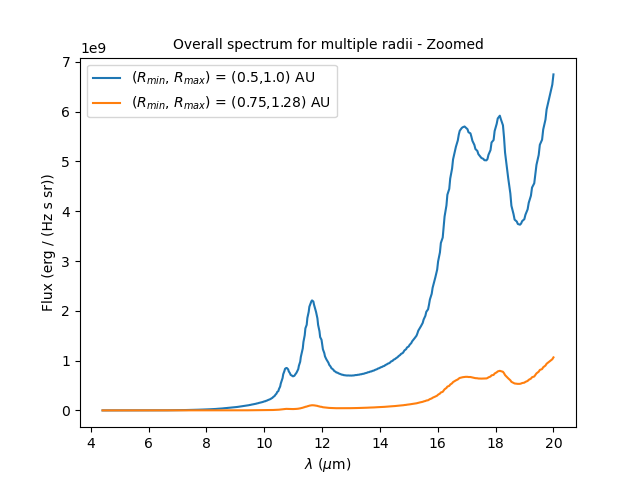 Overall spectrum for multiple radii - Zoomed
1e9
(R_min, R_max) = (0.5,1.0) AU
(R_min, R_max) = (0.75,1.28) AU
Flux (erg / (Hz s sr))
7
6
5
4
3
2
1
0
4 6 8 10 12 14 16 18 20
λ (μm)